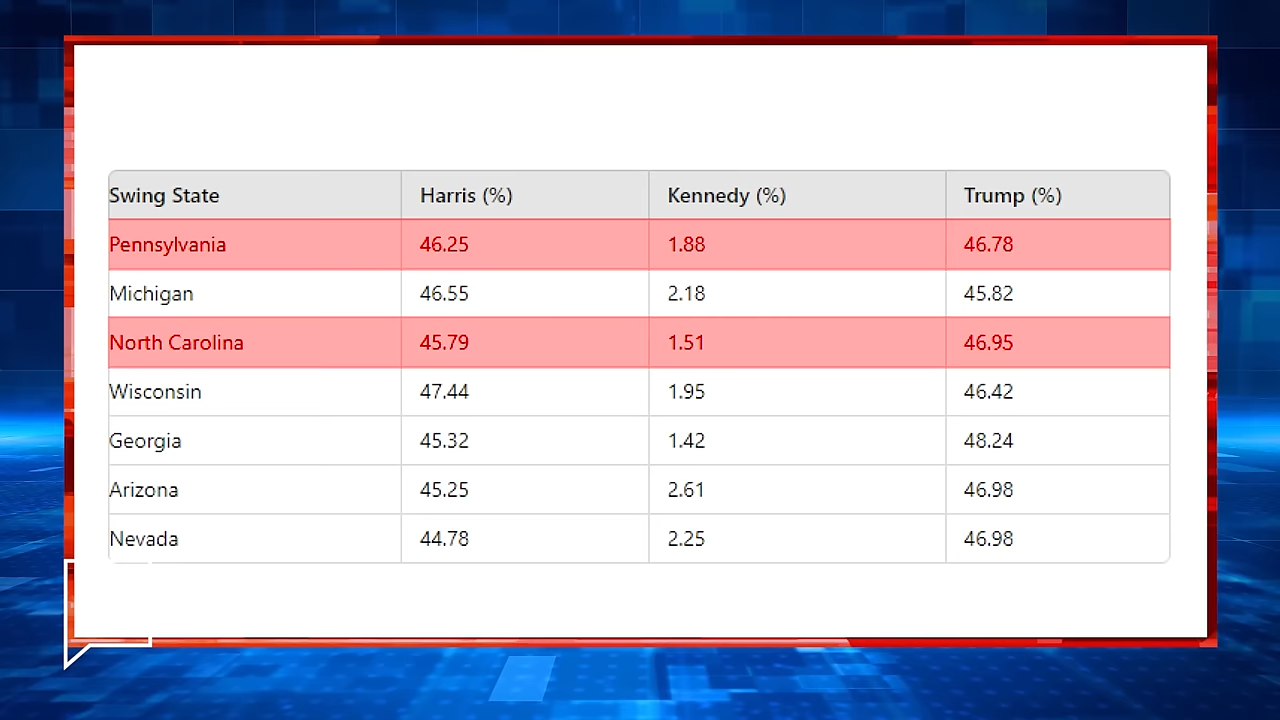 Swing State Harris (%) Kennedy (%) Trump (%)
Pennsylvania 46.25 1.88 46.78
Michigan 46.55 2.18 45.82
North Carolina 45.79 1.51 46.95
Wisconsin 47.44 1.95 46.42
Georgia 45.32 1.42 48.24
Arizona 45.25 2.61 46.98
Nevada 44.78 2.25 46.98